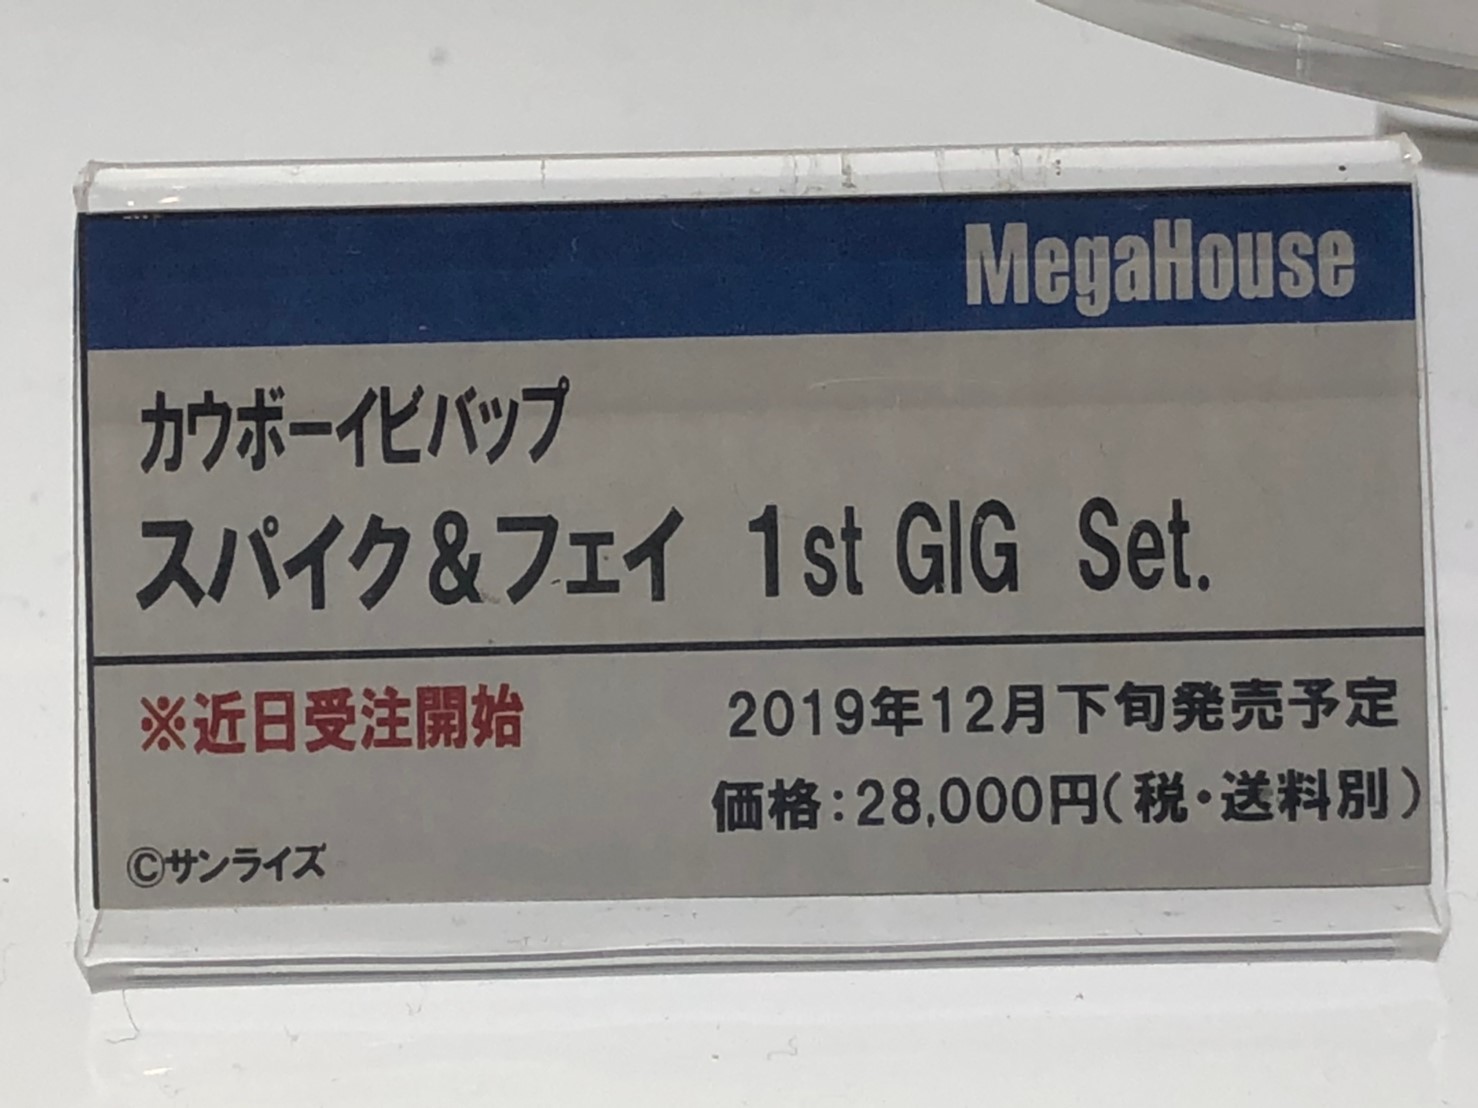 MegaHouse
カウボーイビバップ
スパイク&フェイ 1st GIG Set.
※近日受注開始
2019年12月下旬発売予定
価格:28,000円(税・送料別)
©サンライズ